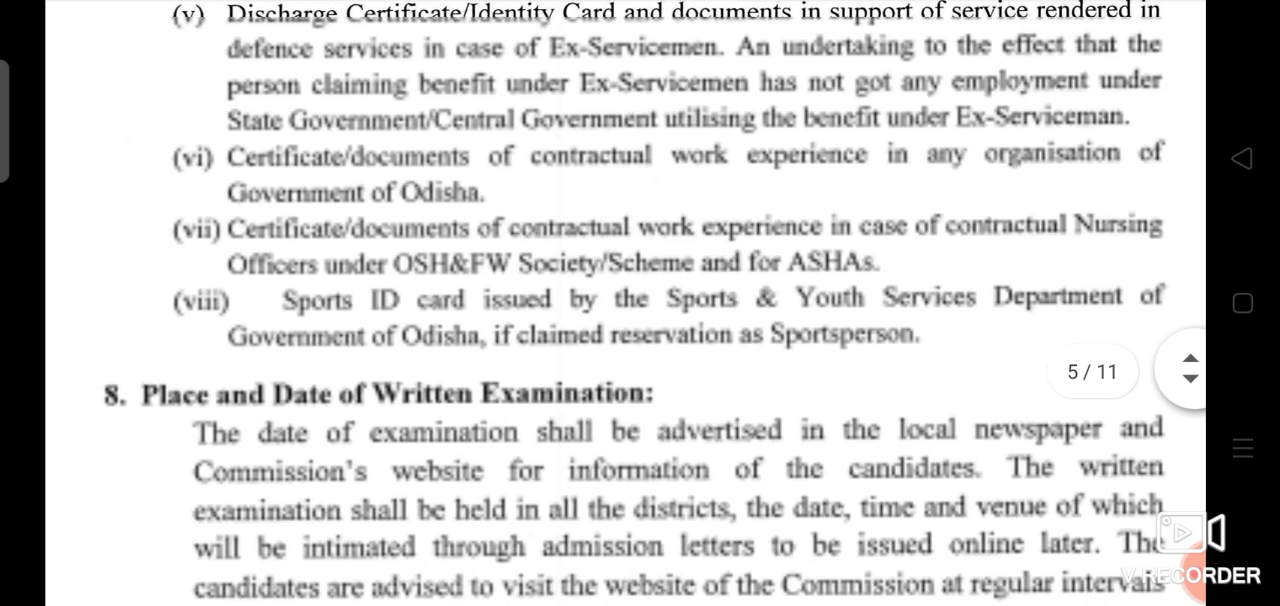 (v) Discharge Certificate/Identity Card and documents in support of service rendered in
defence services in case of Ex-Servicemen. An undertaking to the effect that the
person claiming benefit under Ex-Servicemen has not got any employment under
State Government/Central Government utilising the benefit under Ex-Serviceman.
(vi) Certificate/documents of contractual work experience in any organisation of
Government of Odisha.
(vii) Certificate/documents of contractual work experience in case of contractual Nursing
Officers under OSH&FW Society/Scheme and for ASHAs.
(viii) Sports ID card issued by the Sports & Youth Services Department of
Government of Odisha, if claimed reservation as Sportsperson.
5 / 11
8. Place and Date of Written Examination:
The date of examination shall be advertised in the local newspaper and
Commission's website for information of the candidates. The written
examination shall be held in all the districts, the date, time and venue of which
will be intimated through admission letters to be issued online later. The
candidates are advised to visit the website of the Commission at regular intervals
V RECORDER